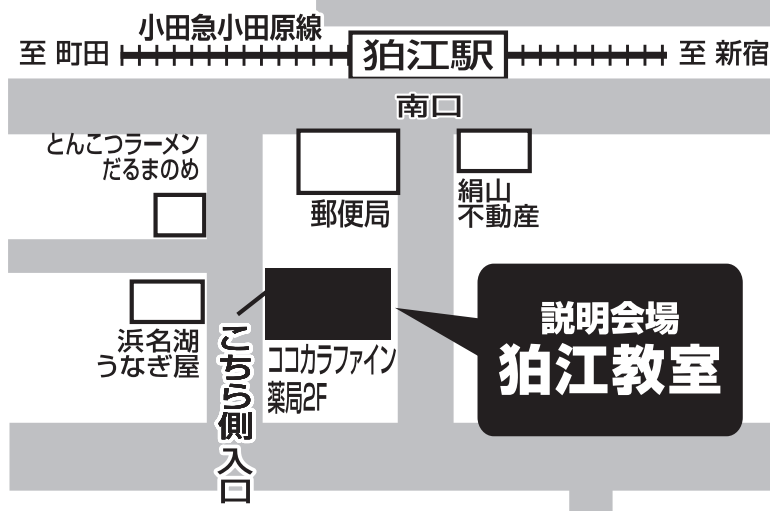 小田急小田原線
至 町田
狛江駅
至 新宿
南口
とんこつラーメン
だるまのめ
郵便局
絹山
不動産
浜名湖
うなぎ屋
こちら側入口
ココカラファイン
薬局2F
説明会場
狛江教室